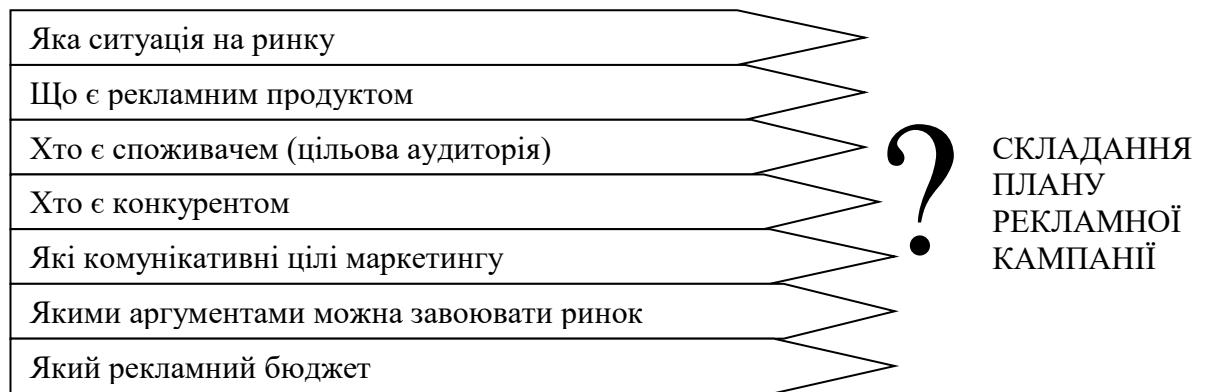 Яка ситуація на ринку
Що є рекламним продуктом
Хто є споживачем (цільова аудиторія)
Хто є конкурентом
Які комунікативні цілі маркетингу
Якими аргументами можна завоювати ринок
Який рекламний бюджет
?
СКЛАДАННЯ
ПЛАНУ
РЕКЛАМНОЇ
КАМПАНІЇ